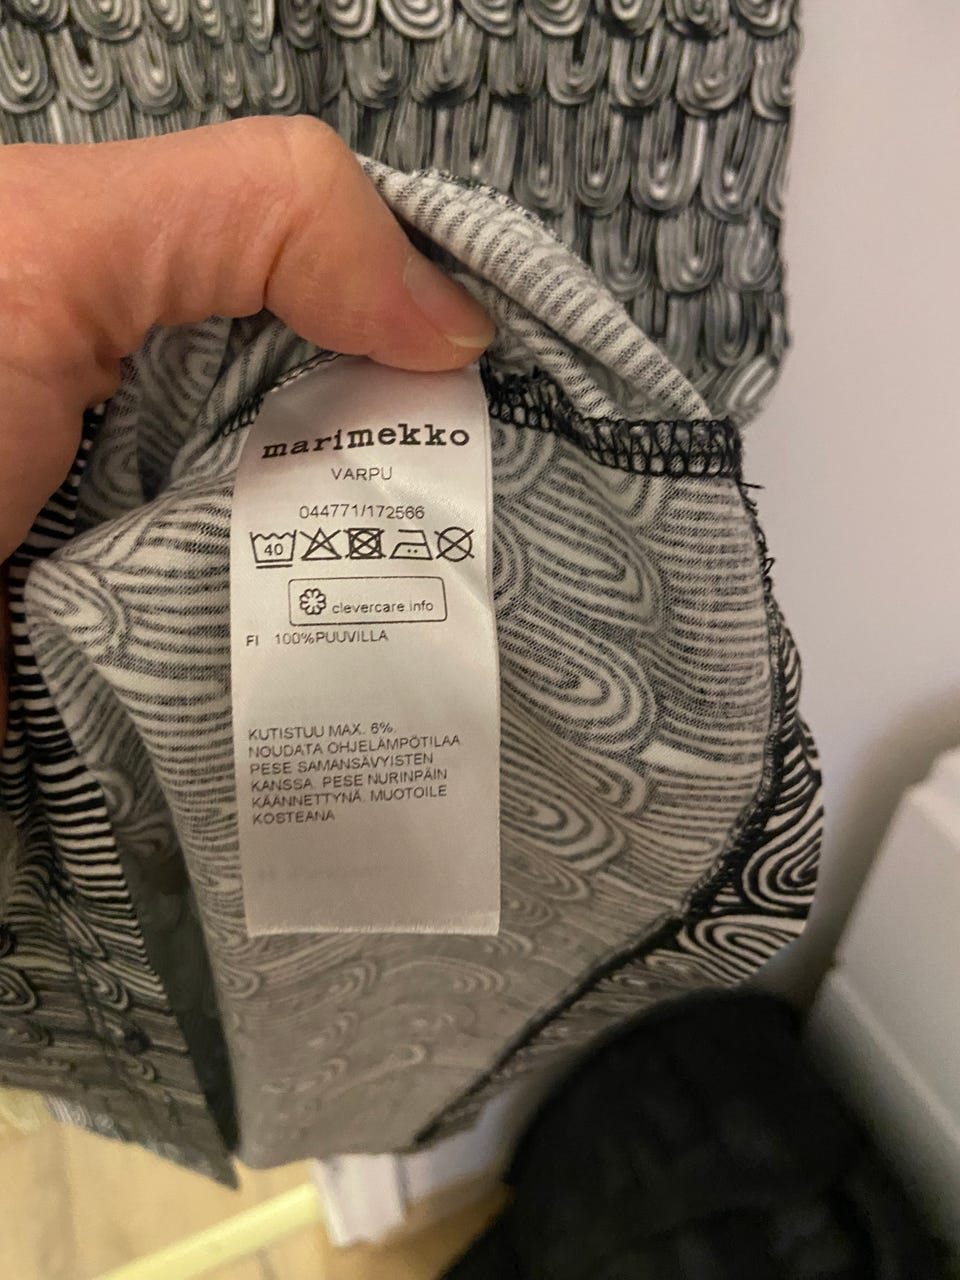 marimekko
VARPU
044771/172566
40
clevercare.info
FI 100%PUUVILLA
KUTISTUU MAX. 6%.
NOUDATA OHJELÄMPÖTILAA
PESE SAMANSÄVYISTEN
KANSSA. PESE NURINPÄIN
KÄÄNNETTYNÄ. MUOTOILE
KOSTEANA